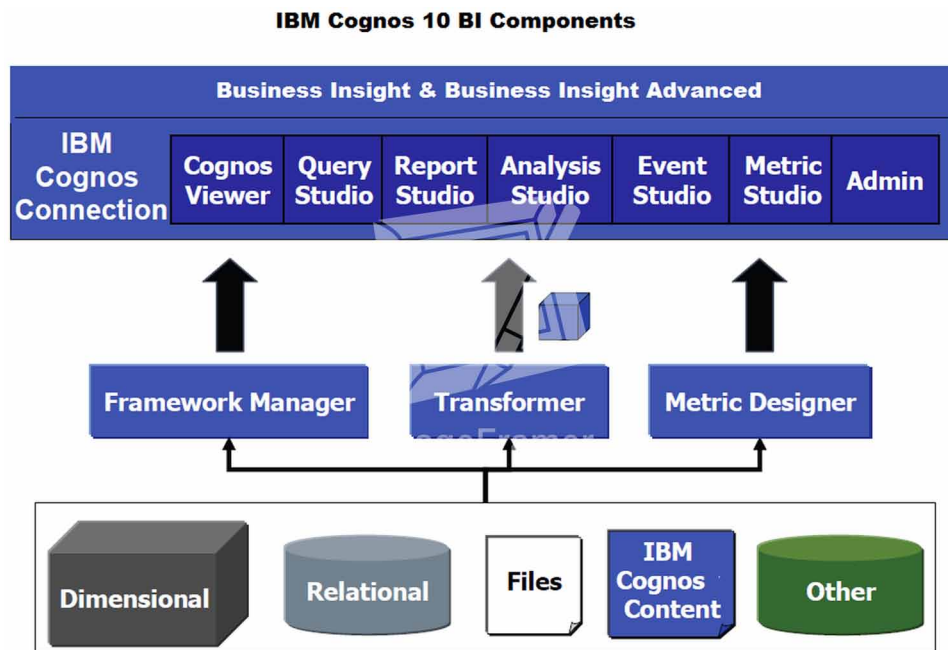 IBM Cognos 10 BI Components
Business Insight & Business Insight Advanced
IBM
Cognos
Connection
Cognos
Viewer
Query
Studio
Report
Studio
Analysis
Studio
Event
Studio
Metric
Studio
Admin
Framework Manager
Transformer
Metric Designer
Dimensional
Relational
Files
IBM
Cognos
Content
Other